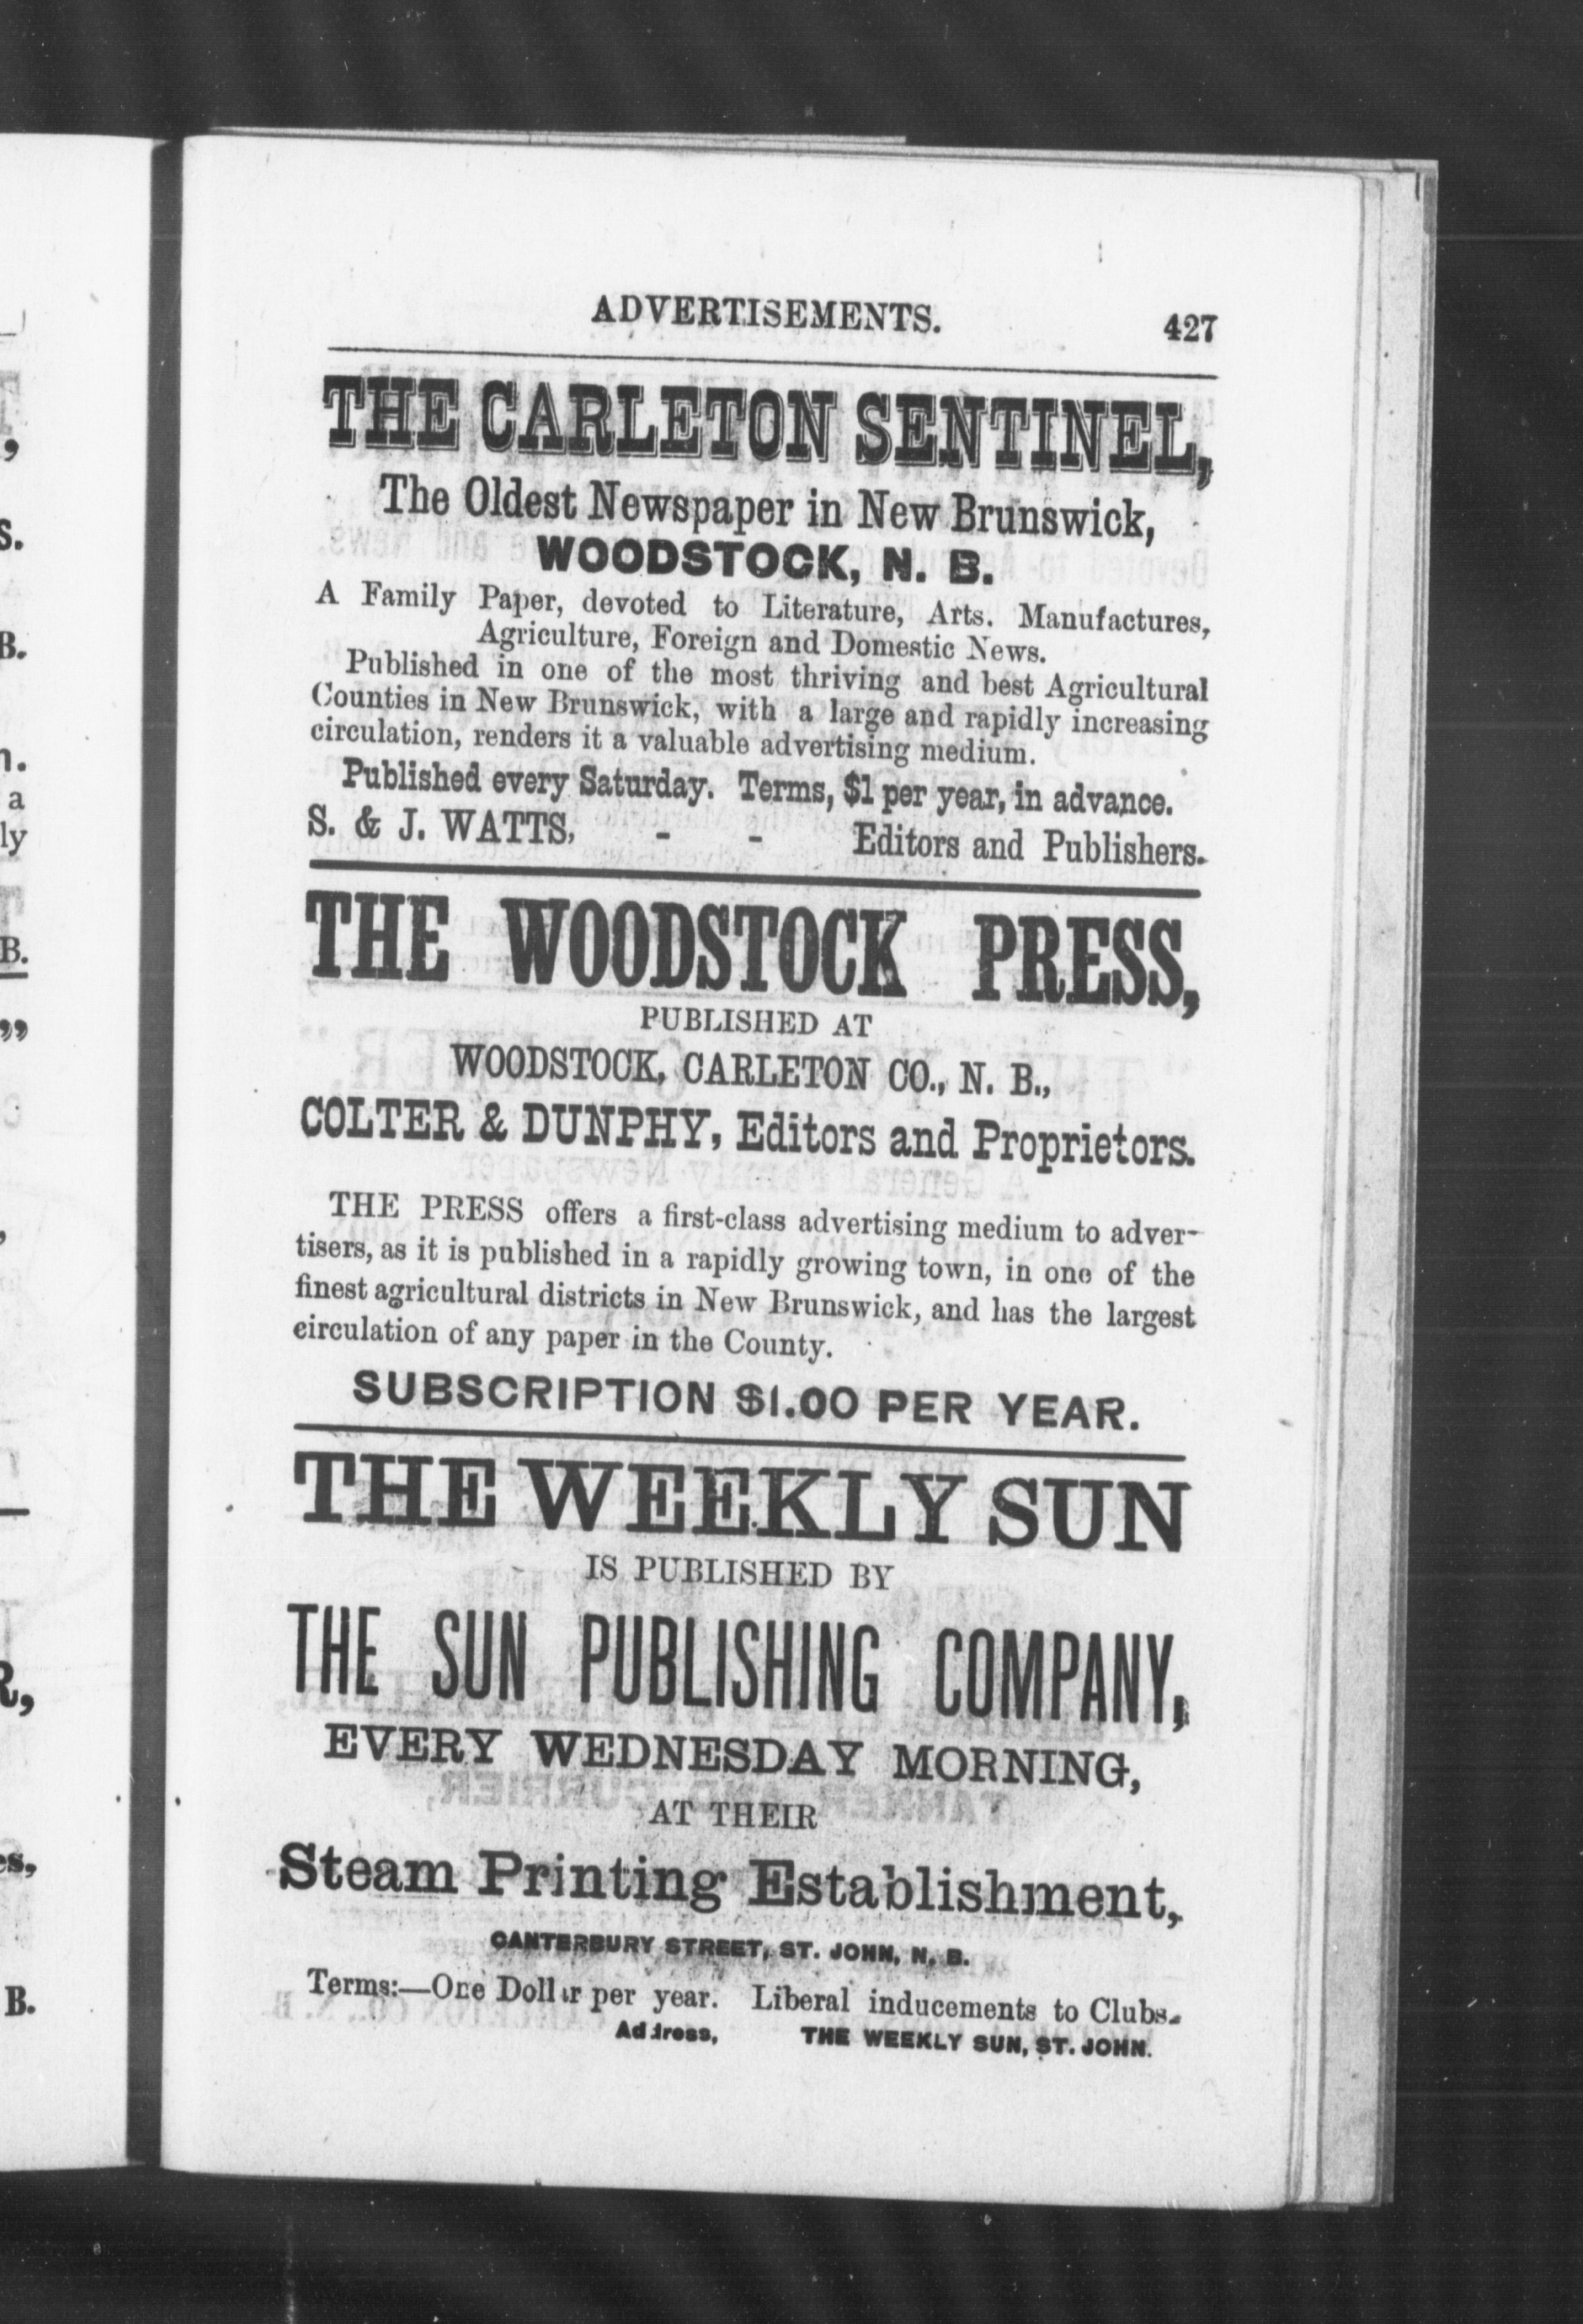 ADVERTISEMENTS. 427
THE CARLETON SENTINEL,
The Oldest Newspaper in New Brunswick,
WOODSTOCK, N. B.
A Family Paper, devoted to Literature, Arts. Manufactures,
Agriculture, Foreign and Domestic News.
Published in one of the most thriving and best Agricultural
Counties in New Brunswick, with a large and rapidly increasing
circulation, renders it a valuable advertising medium.
Published every Saturday. Terms, $1 per year, in advance.
S. & J. WATTS, - - Editors and Publishers.
THE WOODSTOCK PRESS,
PUBLISHED AT
WOODSTOCK, CARLETON CO., N. B.,
COLTER & DUNPHY, Editors and Proprietors.
THE PRESS offers a first-class advertising medium to adver-
tisers, as it is published in a rapidly growing town, in one of the
finest agricultural districts in New Brunswick, and has the largest
circulation of any paper in the County.
SUBSCRIPTION $1.00 PER YEAR.
THE WEEKLY SUN
IS PUBLISHED BY
THE SUN PUBLISHING COMPANY,
EVERY WEDNESDAY MORNING,
AT THEIR
Steam Printing Establishment,
CANTERBURY STREET, ST. JOHN, N. B.
Terms:—One Dollar per year. Liberal inducements to Clubs.
Address, THE WEEKLY SUN, ST. JOHN.